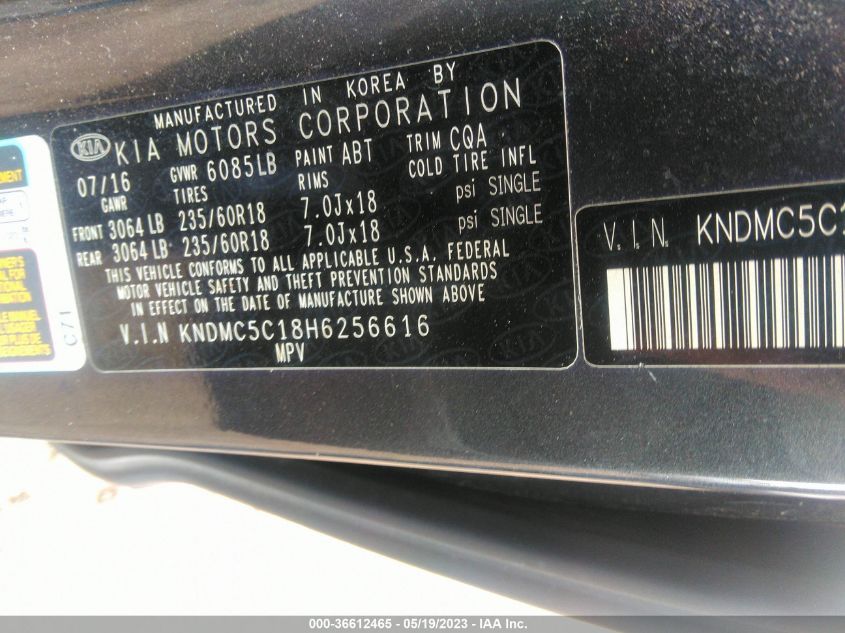 MANUFACTURED IN KOREA BY
KIA KIA MOTORS CORPORATION
07/16 GVWR 6085LB PAINT ABT TRIM CQA
GAWR TIRES RIMS COLD TIRE INFL
FRONT 3064 LB 235/60R18 7.0Jx18 psi SINGLE
REAR 3064 LB 235/60R18 7.0Jx18 psi SINGLE
THIS VEHICLE CONFORMS TO ALL APPLICABLE U.S.A. FEDERAL
MOTOR VEHICLE SAFETY AND THEFT PREVENTION STANDARDS
IN EFFECT ON THE DATE OF MANUFACTURE SHOWN ABOVE
V.I.N KNDMC5C18H6256616
MPV
C71
V.I.N. KNDMC5C1
000-36612465 - 05/19/2023 - IAA Inc.